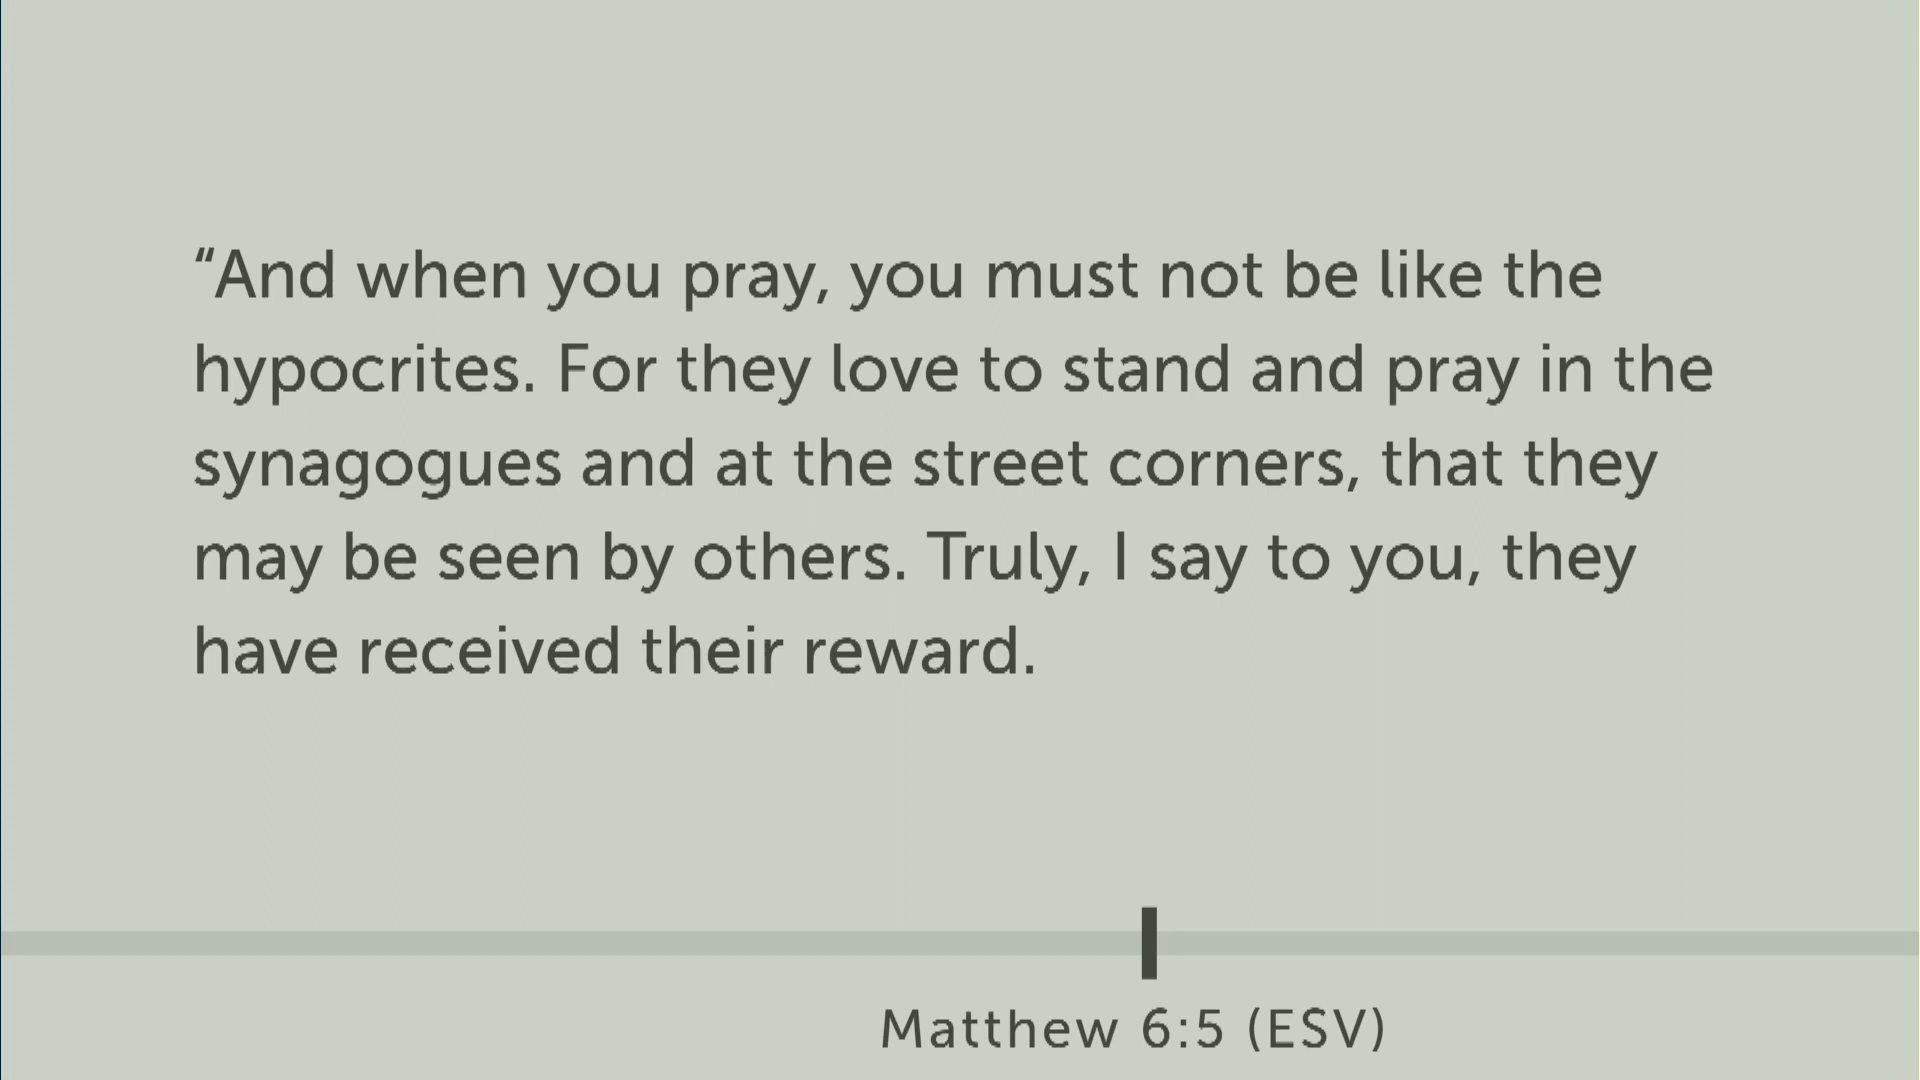 “And when you pray, you must not be like the
hypocrites. For they love to stand and pray in the
synagogues and at the street corners, that they
may be seen by others. Truly, I say to you, they
have received their reward.
Matthew 6:5 (ESV)